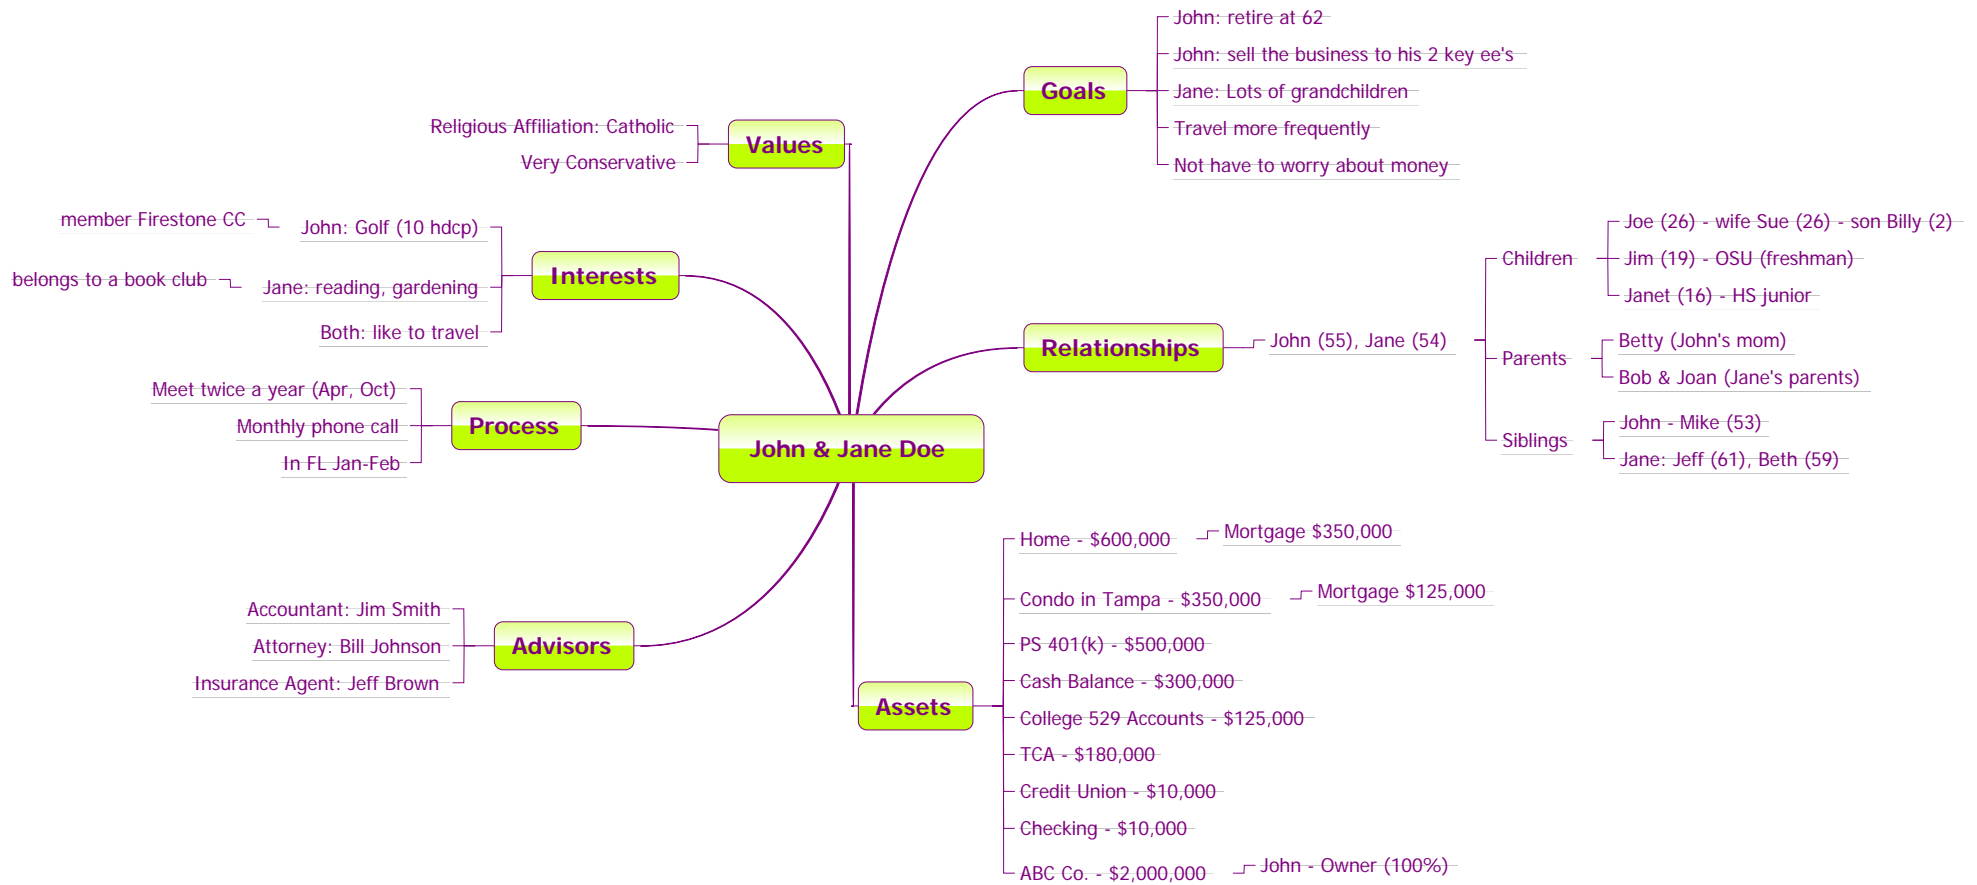 John & Jane Doe
Goals
John: retire at 62
John: sell the business to his 2 key ee's
Jane: Lots of grandchildren
Travel more frequently
Not have to worry about money
Relationships
John (55), Jane (54)
Children
Joe (26) - wife Sue (26) - son Billy (2)
Jim (19) - OSU (freshman)
Janet (16) - HS junior
Parents
Betty (John's mom)
Bob & Joan (Jane's parents)
Siblings
John - Mike (53)
Jane: Jeff (61), Beth (59)
Assets
Home - $600,000
Mortgage $350,000
Condo in Tampa - $350,000
Mortgage $125,000
PS 401(k) - $500,000
Cash Balance - $300,000
College 529 Accounts - $125,000
TCA - $180,000
Credit Union - $10,000
Checking - $10,000
ABC Co. - $2,000,000
John - Owner (100%)
Values
Religious Affiliation: Catholic
Very Conservative
Interests
John: Golf (10 hdcp)
member Firestone CC
Jane: reading, gardening
belongs to a book club
Both: like to travel
Process
Meet twice a year (Apr, Oct)
Monthly phone call
In FL Jan-Feb
Advisors
Accountant: Jim Smith
Attorney: Bill Johnson
Insurance Agent: Jeff Brown